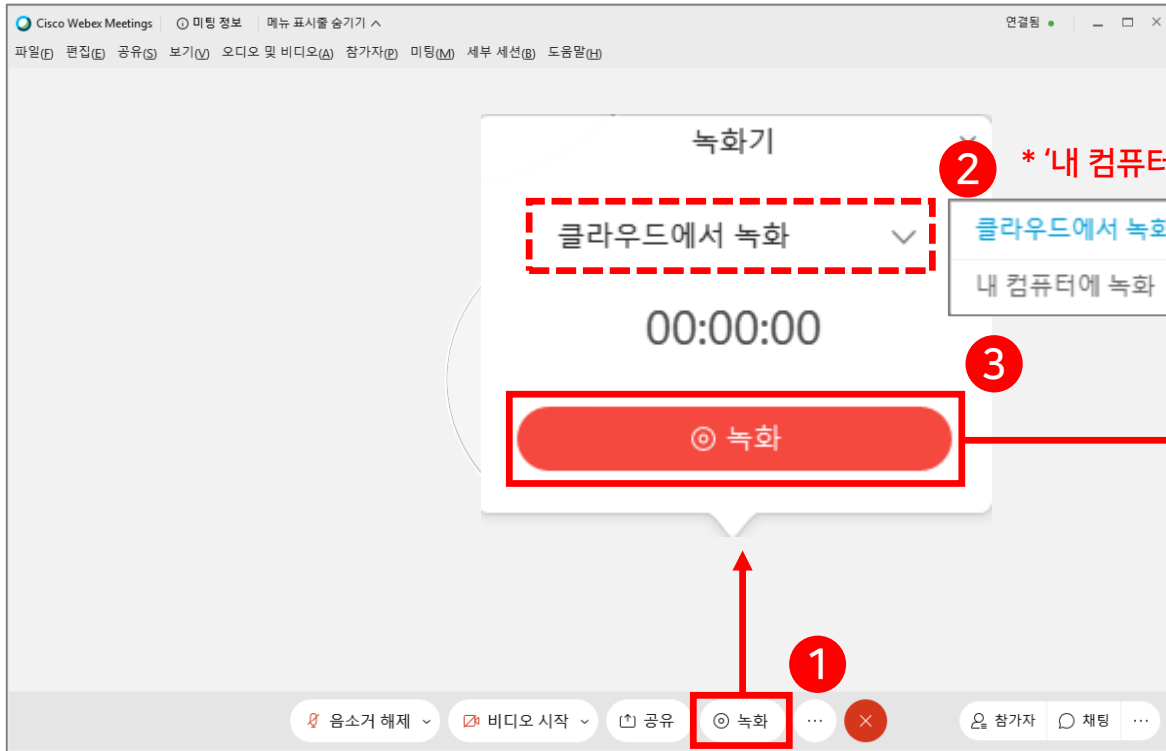 Cisco Webex Meetings 미팅 정보 메뉴 표시줄 숨기기 연결됨
파일(F) 편집(E) 공유(S) 보기(V) 오디오 및 비디오(A) 참가자(P) 미팅(M) 세부 세션(B) 도움말(H)
녹화기
2 * ‘내 컴퓨터
클라우드에서 녹화
클라우드에서 녹화
내 컴퓨터에 녹화
00:00:00
3
녹화
1
음소거 해제 비디오 시작 공유 녹화 ... 참가자 채팅 ...